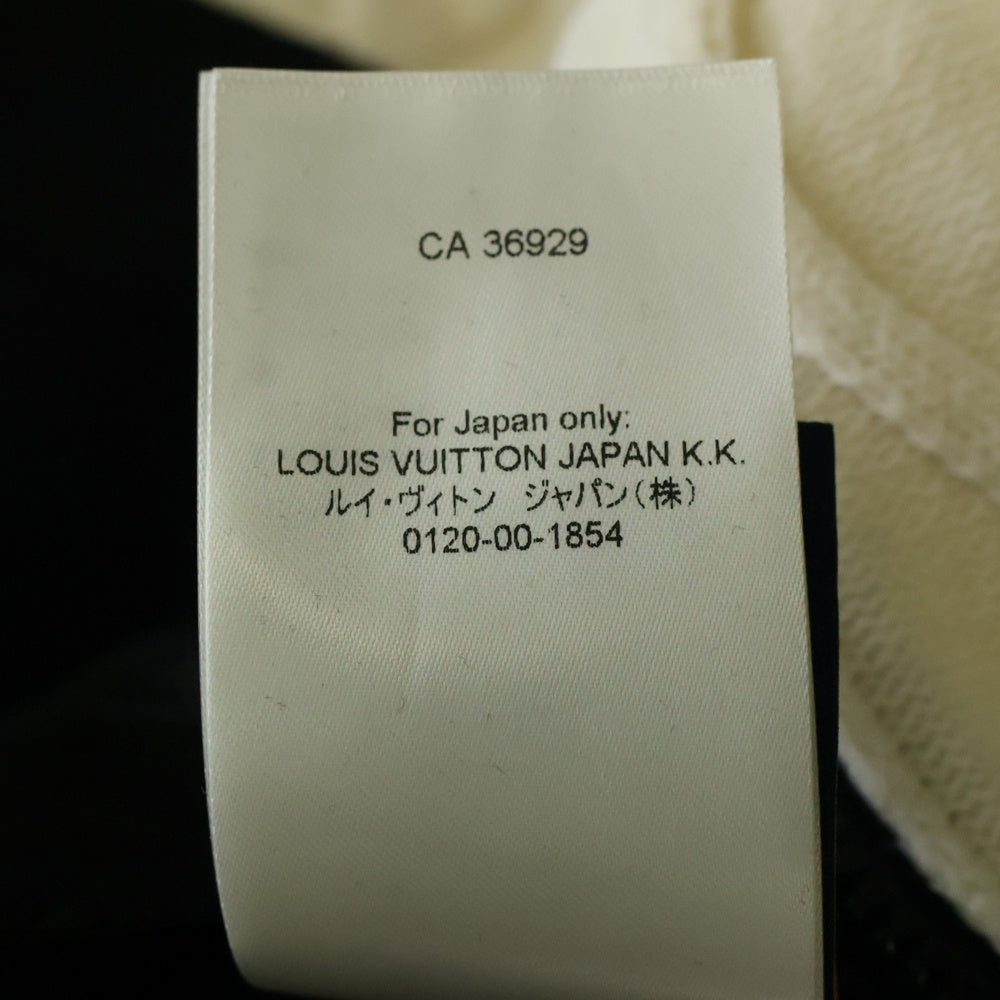 CA 36929
For Japan only:
LOUIS VUITTON JAPAN K.K.
ルイ・ヴィトン　ジャパン（株）
0120-00-1854